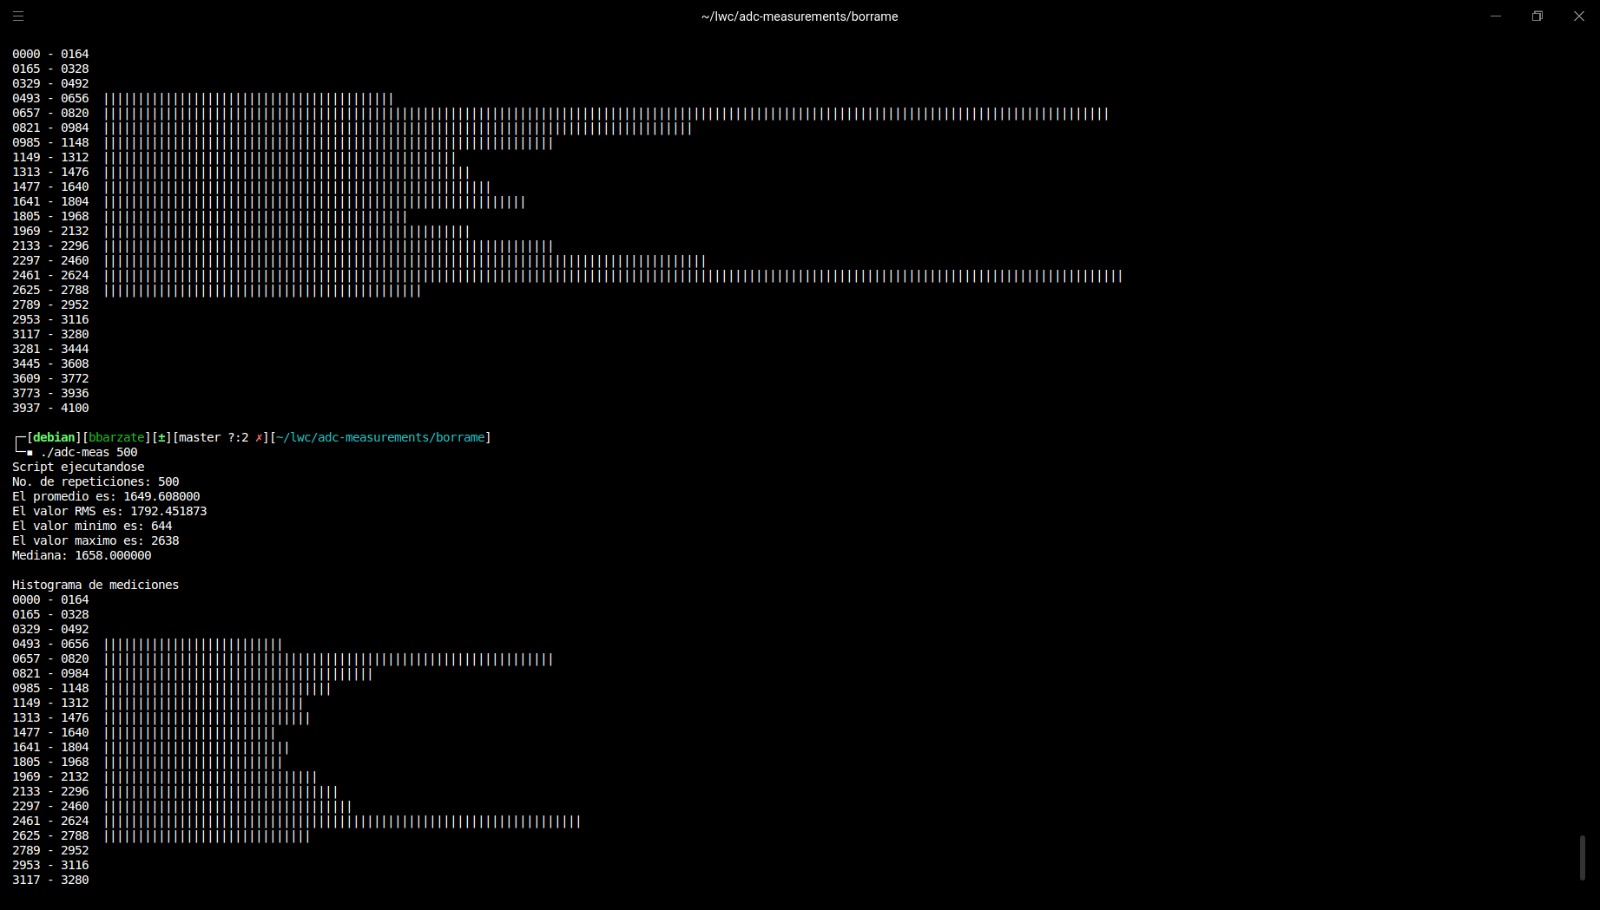 ~/lwc/adc-measurements/borrame
0000 - 0164
0165 - 0328
0329 - 0492
0493 - 0656
0657 - 0820
0821 - 0984
0985 - 1148
1149 - 1312
1313 - 1476
1477 - 1640
1641 - 1804
1805 - 1968
1969 - 2132
2133 - 2296
2297 - 2460
2461 - 2624
2625 - 2788
2789 - 2952
2953 - 3116
3117 - 3280
3281 - 3444
3445 - 3608
3609 - 3772
3773 - 3936
3937 - 4100
┌─[debian][bbarzate][±][master ?:2 ✗][~/lwc/adc-measurements/borrame]
└─▪ ./adc-meas 500
Script ejecutandose
No. de repeticiones: 500
El promedio es: 1649.608000
El valor RMS es: 1792.451873
El valor minimo es: 644
El valor maximo es: 2638
Mediana: 1658.000000
Histograma de mediciones
0000 - 0164
0165 - 0328
0329 - 0492
0493 - 0656
0657 - 0820
0821 - 0984
0985 - 1148
1149 - 1312
1313 - 1476
1477 - 1640
1641 - 1804
1805 - 1968
1969 - 2132
2133 - 2296
2297 - 2460
2461 - 2624
2625 - 2788
2789 - 2952
2953 - 3116
3117 - 3280